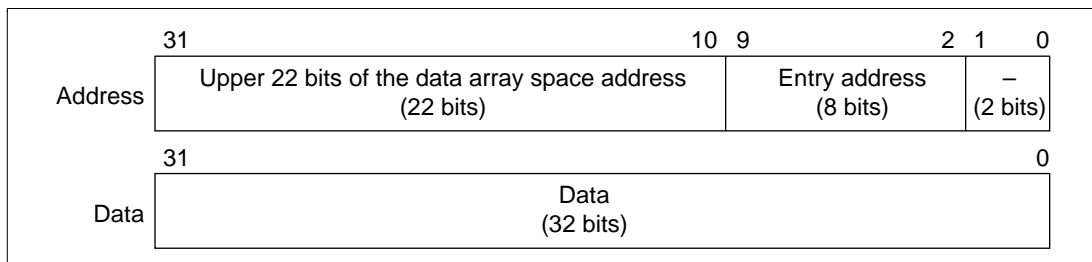 31 10 9 2 1 0
Address Upper 22 bits of the data array space address Entry address –
(22 bits) (8 bits) (2 bits)
31 0
Data Data
(32 bits)